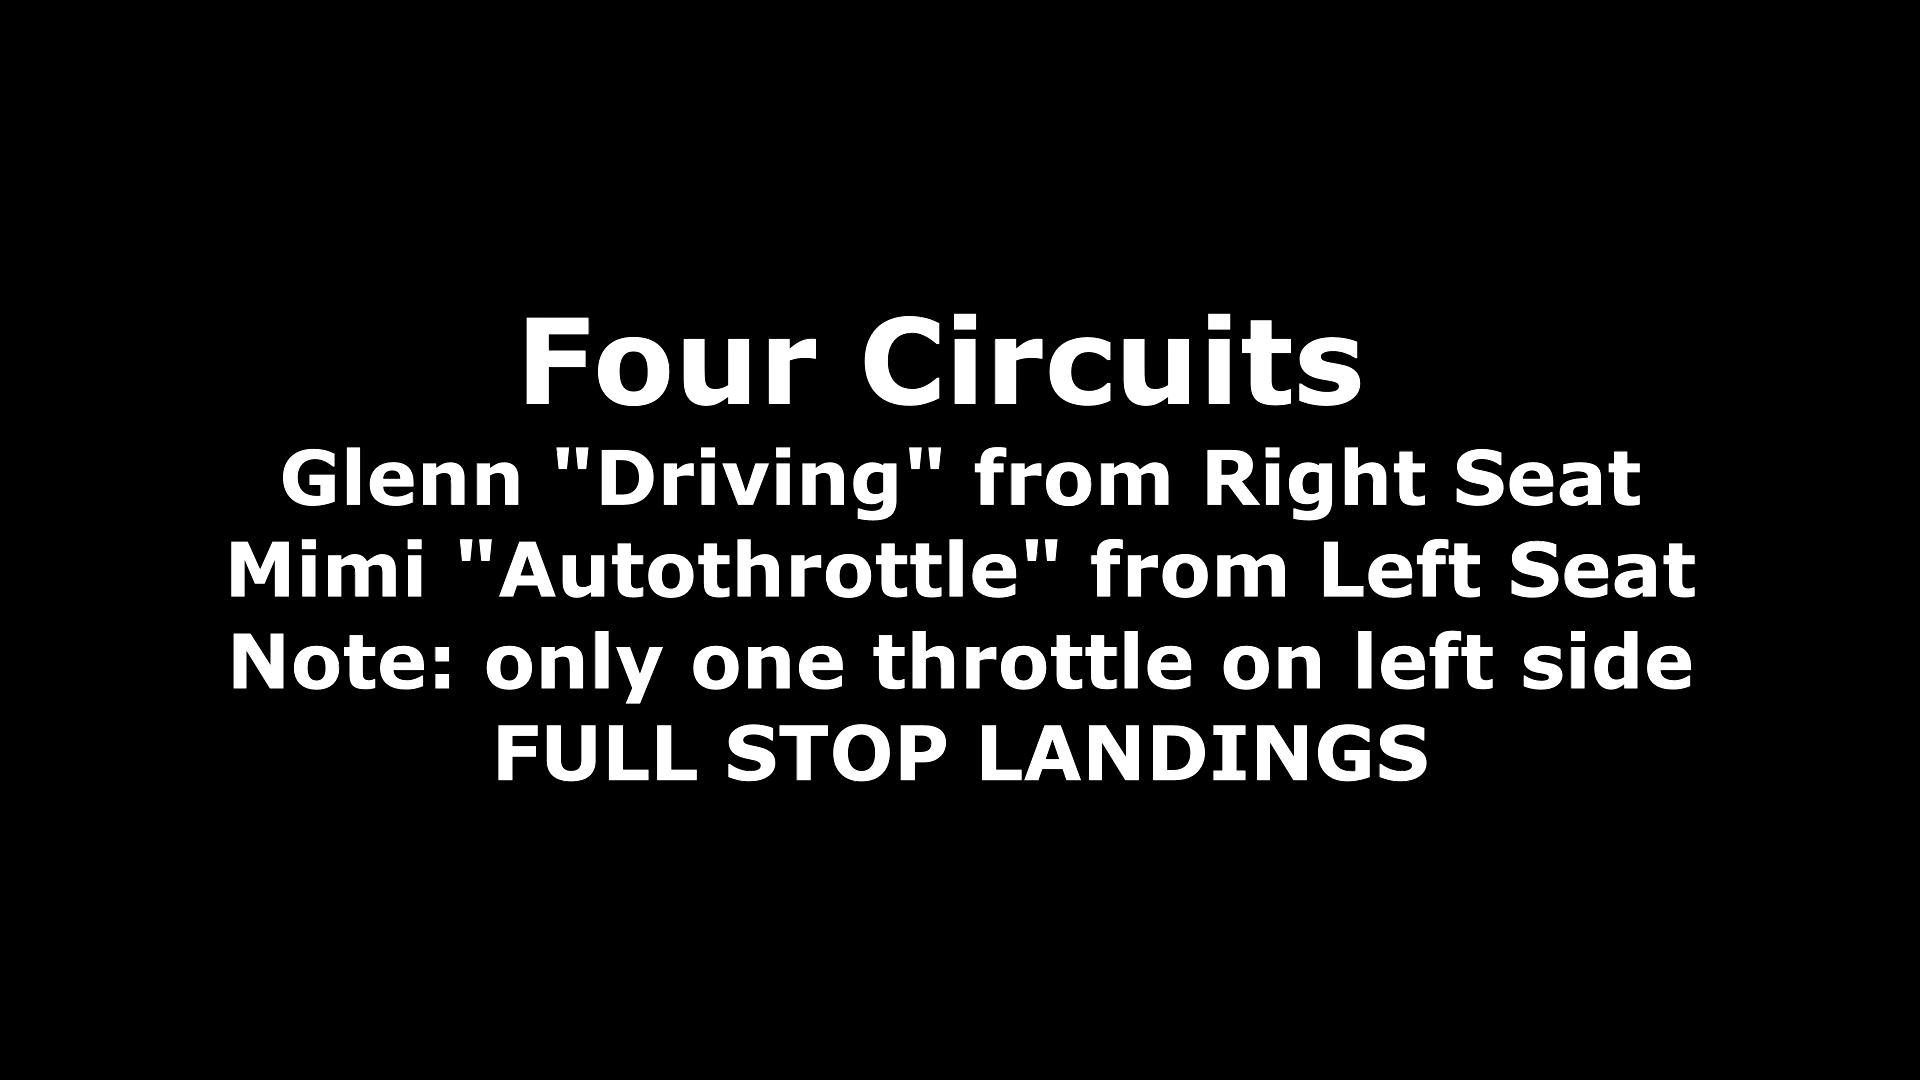 Four Circuits
Glenn "Driving" from Right Seat
Mimi "Autothrottle" from Left Seat
Note: only one throttle on left side
FULL STOP LANDINGS